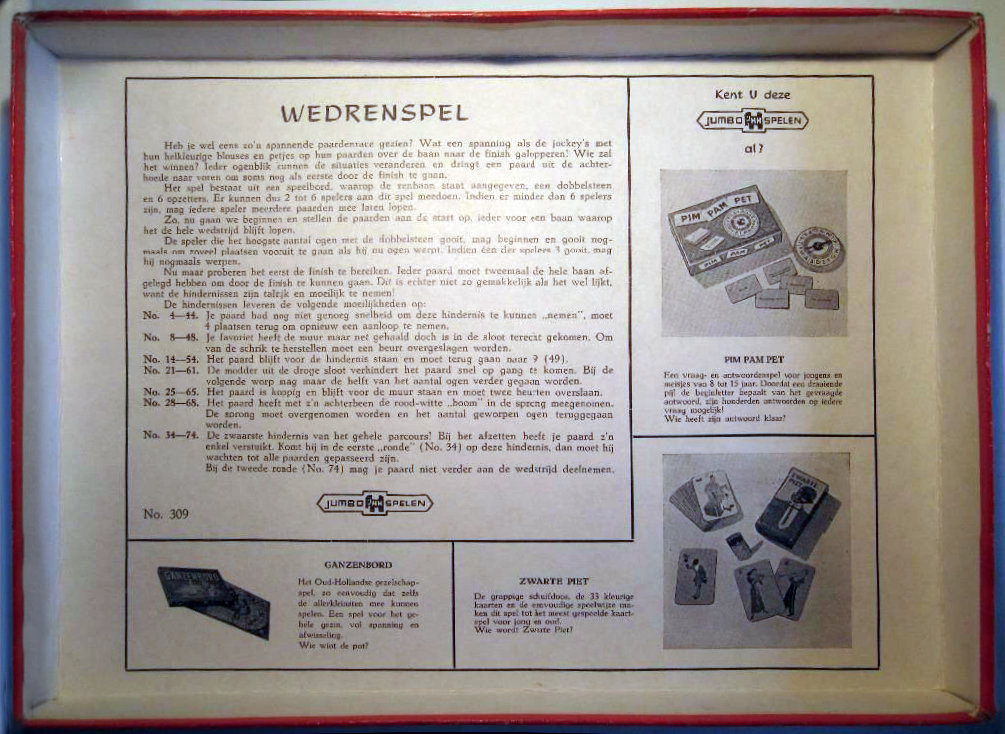 WEDRENSPEL
Heb je wel eens zo'n spannende paardenrace gezien? Wat een spanning als de jockey's met
hun helkleurige blouses en petjes op hun paarden over de baan naar de finish galopperen! Wie zal
het winnen? Ieder ogenblik kunnen de situaties veranderen en dringt een paard uit de achter-
hoede naar voren om soms nog als eerste door de finish te gaan.
Het spel bestaat uit een speelbord, waarop de renbaan staat aangegeven, een dobbelsteen
en 6 opzetters. Er kunnen dus 2 tot 6 spelers aan dit spel meedoen. Indien er minder dan 6 spelers
zijn, mag iedere speler meerdere paarden mee laten lopen.
Zo, nu gaan we beginnen en stellen de paarden aan de start op, ieder voor een baan waarop
het de hele wedstrijd blijft lopen.
De speler die het hoogste aantal ogen met de dobbelsteen gooit, mag beginnen en gooit nog-
maals om zoveel plaatsen vooruit te gaan als hij nu ogen werpt. Indien één der spelers 3 gooit, mag
hij nogmaals werpen.
Nu maar proberen het eerst de finish te bereiken. Ieder paard moet tweemaal de hele baan af-
gelegd hebben om door de finish te kunnen gaan. Dit is echter niet zo gemakkelijk als het wel lijkt,
want de hindernissen zijn talrijk en moeilijk te nemen!
De hindernissen leveren de volgende moeilijkheden op:
No. 4—44. Je paard had nog niet genoeg snelheid om deze hindernis te kunnen „nemen", moet
4 plaatsen terug om opnieuw een aanloop te nemen.
No. 8—48. Je favoriet heeft de muur maar net gehaald doch is in de sloot terecht gekomen. Om
van de schrik te herstellen moet een beurt overgeslagen worden.
No. 14—54. Het paard blijft voor de hindernis staan en moet terug gaan naar 9 (49).
No. 21—61. De modder uit de droge sloot verhindert het paard snel op gang te komen. Bij de
volgende worp mag maar de helft van het aantal ogen verder gegaan worden.
No. 25—65. Het paard is koppig en blijft voor de muur staan en moet twee beurten overslaan.
No. 28—68. Het paard heeft met z'n achterbeen de rood-witte „boom" in de sprong meegenomen.
De sprong moet overgenomen worden en het aantal geworpen ogen teruggegaan
worden.
No. 34—74. De zwaarste hindernis van het gehele parcours! Bij het afzetten heeft je paard z'n
enkel verstuikt. Komt hij in de eerste „ronde" (No. 34) op deze hindernis, dan moet hij
wachten tot alle paarden gepasseerd zijn.
Bij de tweede ronde (No. 74) mag je paard niet verder aan de wedstrijd deelnemen.
JUMBO SPELEN
No. 309
Kent U deze
JUMBO SPELEN
al?
PIM PAM PET
PIM PAM PET
PIM PAM PET
Een vraag- en antwoordenspel voor jongens en
meisjes van 8 tot 15 jaar. Doordat een draaiende
pijl de beginletter bepaalt van het gevraagde
antwoord, zijn honderden antwoorden op iedere
vraag mogelijk!
Wie heeft zijn antwoord klaar?
ZWARTE
PIET
GANZENBORD
GANZENBORD
Het Oud-Hollandse gezelschap-
spel, zo eenvoudig dat zelfs
de allerkleinsten mee kunnen
spelen. Een spel voor het ge-
hele gezin, vol spanning en
afwisseling.
Wie wint de pot?
ZWARTE PIET
De grappige schuifdoos, de 33 kleurige
kaarten en de eenvoudige speelwijze ma-
ken dit spel tot het meest gespeelde kaart-
spel voor jong en oud.
Wie wordt Zwarte Piet?